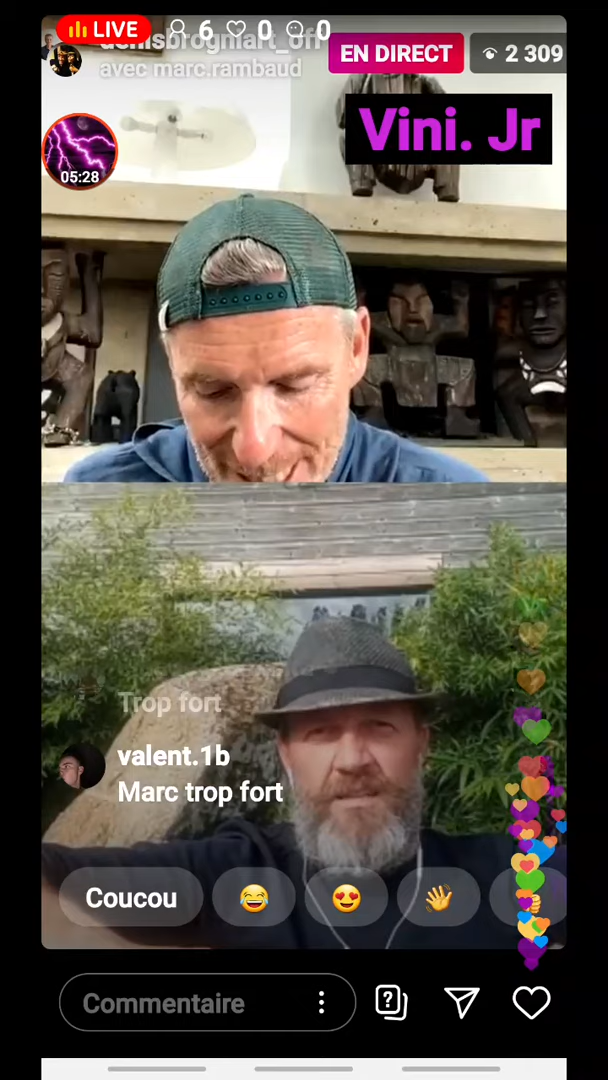 LIVE 6 0 0
denisbrogniart_off
avec marc.rambaud
EN DIRECT
2 309
Vini. Jr
05:28
Trop fort
valent.1b
Marc trop fort
Coucou
Commentaire